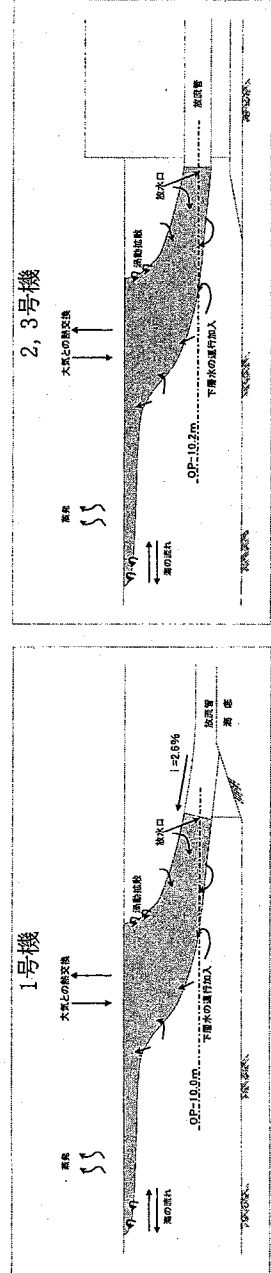 1号機
大気との熱交換
蒸発
海の流れ
渦動拡散
放水口
I=2.6%
放流管
海底
下層水の連行加入
OP-10.0m
2,3号機
大気との熱交換
蒸発
海の流れ
渦動拡散
放水口
放流管
下層水の連行加入
OP-10.2m